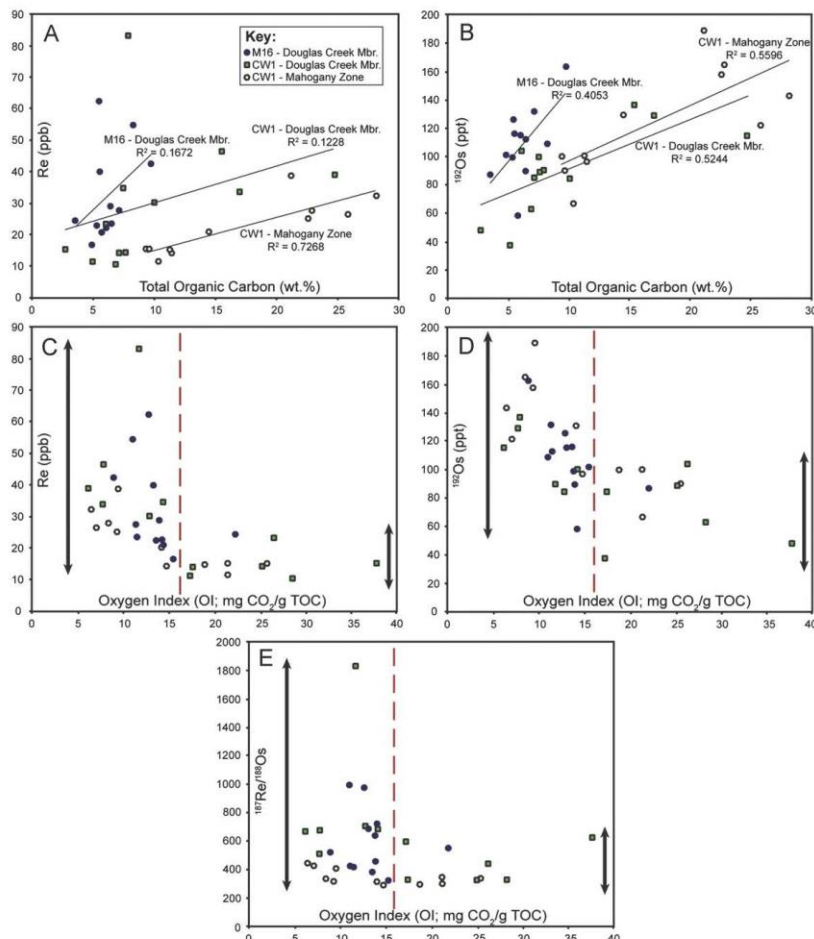 A
Key:
M16 - Douglas Creek Mbr.
CW1 - Douglas Creek Mbr.
CW1 - Mahogany Zone
90
80
70
60
50
40
30
20
10
0
Re (ppb)
M16 - Douglas Creek Mbr.
R² = 0.1672
CW1 - Douglas Creek Mbr.
R² = 0.1228
CW1 - Mahogany Zone
R² = 0.7268
Total Organic Carbon (wt.%)
0 5 10 15 20 25 30
B
200
180
160
140
120
100
80
60
40
20
0
¹⁹²Os (ppt)
CW1 - Mahogany Zone
R² = 0.5596
M16 - Douglas Creek Mbr.
R² = 0.4053
CW1 - Douglas Creek Mbr.
R² = 0.5244
Total Organic Carbon (wt.%)
0 5 10 15 20 25 30
C
90
80
70
60
50
40
30
20
10
0
Re (ppb)
Oxygen Index (OI; mg CO₂/g TOC)
0 5 10 15 20 25 30 35 40
D
200
180
160
140
120
100
80
60
40
20
0
¹⁹²Os (ppt)
Oxygen Index (OI; mg CO₂/g TOC)
0 5 10 15 20 25 30 35 40
E
2000
1800
1600
1400
1200
1000
800
600
400
200
0
¹⁸⁷Re/¹⁸⁸Os
Oxygen Index (OI; mg CO₂/g TOC)
0 5 10 15 20 25 30 35 40